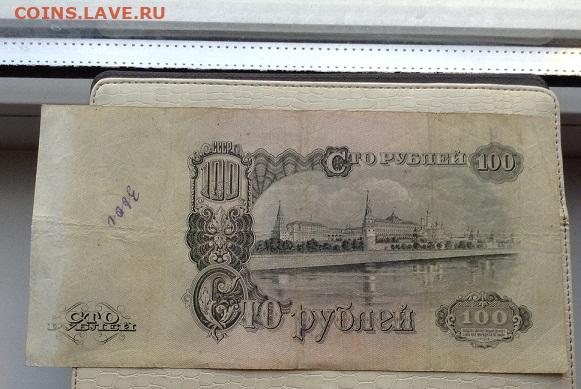 COINS.LAVE.RU
СССР
100
СТО РУБЛЕЙ 100
СТО
РУБЛЕЙ
Сто рублей
100